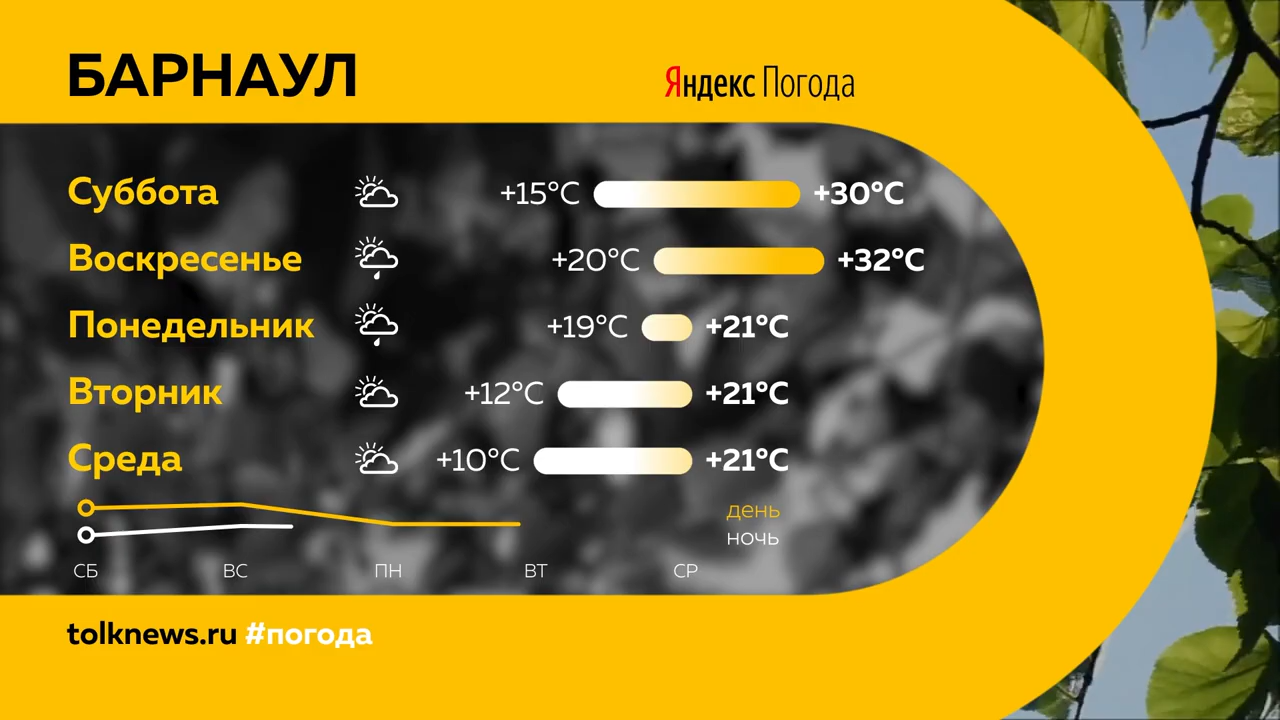 БАРНАУЛ
Яндекс Погода
Суббота +15°C +30°C
Воскресенье +20°C +32°C
Понедельник +19°C +21°C
Вторник +12°C +21°C
Среда +10°C +21°C
день
ночь
СБ ВС ПН ВТ СР
tolknews.ru #погода